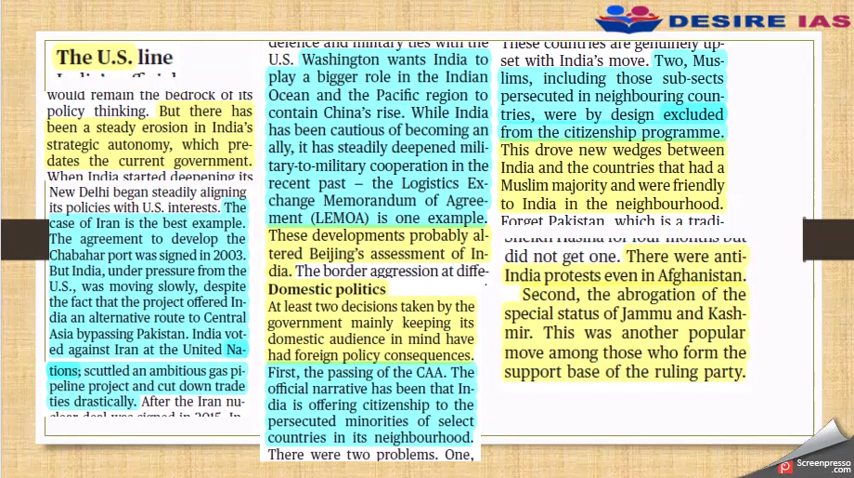 DESIRE IAS
The U.S. line
would remain the bedrock of its
policy thinking. But there has
been a steady erosion in India's
strategic autonomy, which pre-
dates the current government.
When India started deepening its
New Delhi began steadily aligning
its policies with U.S. interests. The
case of Iran is the best example.
The agreement to develop the
Chabahar port was signed in 2003.
But India, under pressure from the
U.S., was moving slowly, despite
the fact that the project offered In-
dia an alternative route to Central
Asia bypassing Pakistan. India vot-
ed against Iran at the United Na-
tions; scuttled an ambitious gas pi-
peline project and cut down trade
ties drastically. After the Iran nu-
clear deal was signed in 2015, In-
defence and military ties with the
U.S. Washington wants India to
play a bigger role in the Indian
Ocean and the Pacific region to
contain China's rise. While India
has been cautious of becoming an
ally, it has steadily deepened mili-
tary-to-military cooperation in the
recent past – the Logistics Ex-
change Memorandum of Agree-
ment (LEMOA) is one example.
These developments probably al-
tered Beijing's assessment of In-
dia. The border aggression at diffe-
Domestic politics
At least two decisions taken by the
government mainly keeping its
domestic audience in mind have
had foreign policy consequences.
First, the passing of the CAA. The
official narrative has been that In-
dia is offering citizenship to the
persecuted minorities of select
countries in its neighbourhood.
There were two problems. One,
These countries are genuinely up-
set with India's move. Two, Mus-
lims, including those sub-sects
persecuted in neighbouring coun-
tries, were by design excluded
from the citizenship programme.
This drove new wedges between
India and the countries that had a
Muslim majority and were friendly
to India in the neighbourhood.
Forget Pakistan, which is a tradi-
Sheikh Hasina for four months but
did not get one. There were anti-
India protests even in Afghanistan.
Second, the abrogation of the
special status of Jammu and Kash-
mir. This was another popular
move among those who form the
support base of the ruling party.
Screenpresso
.com